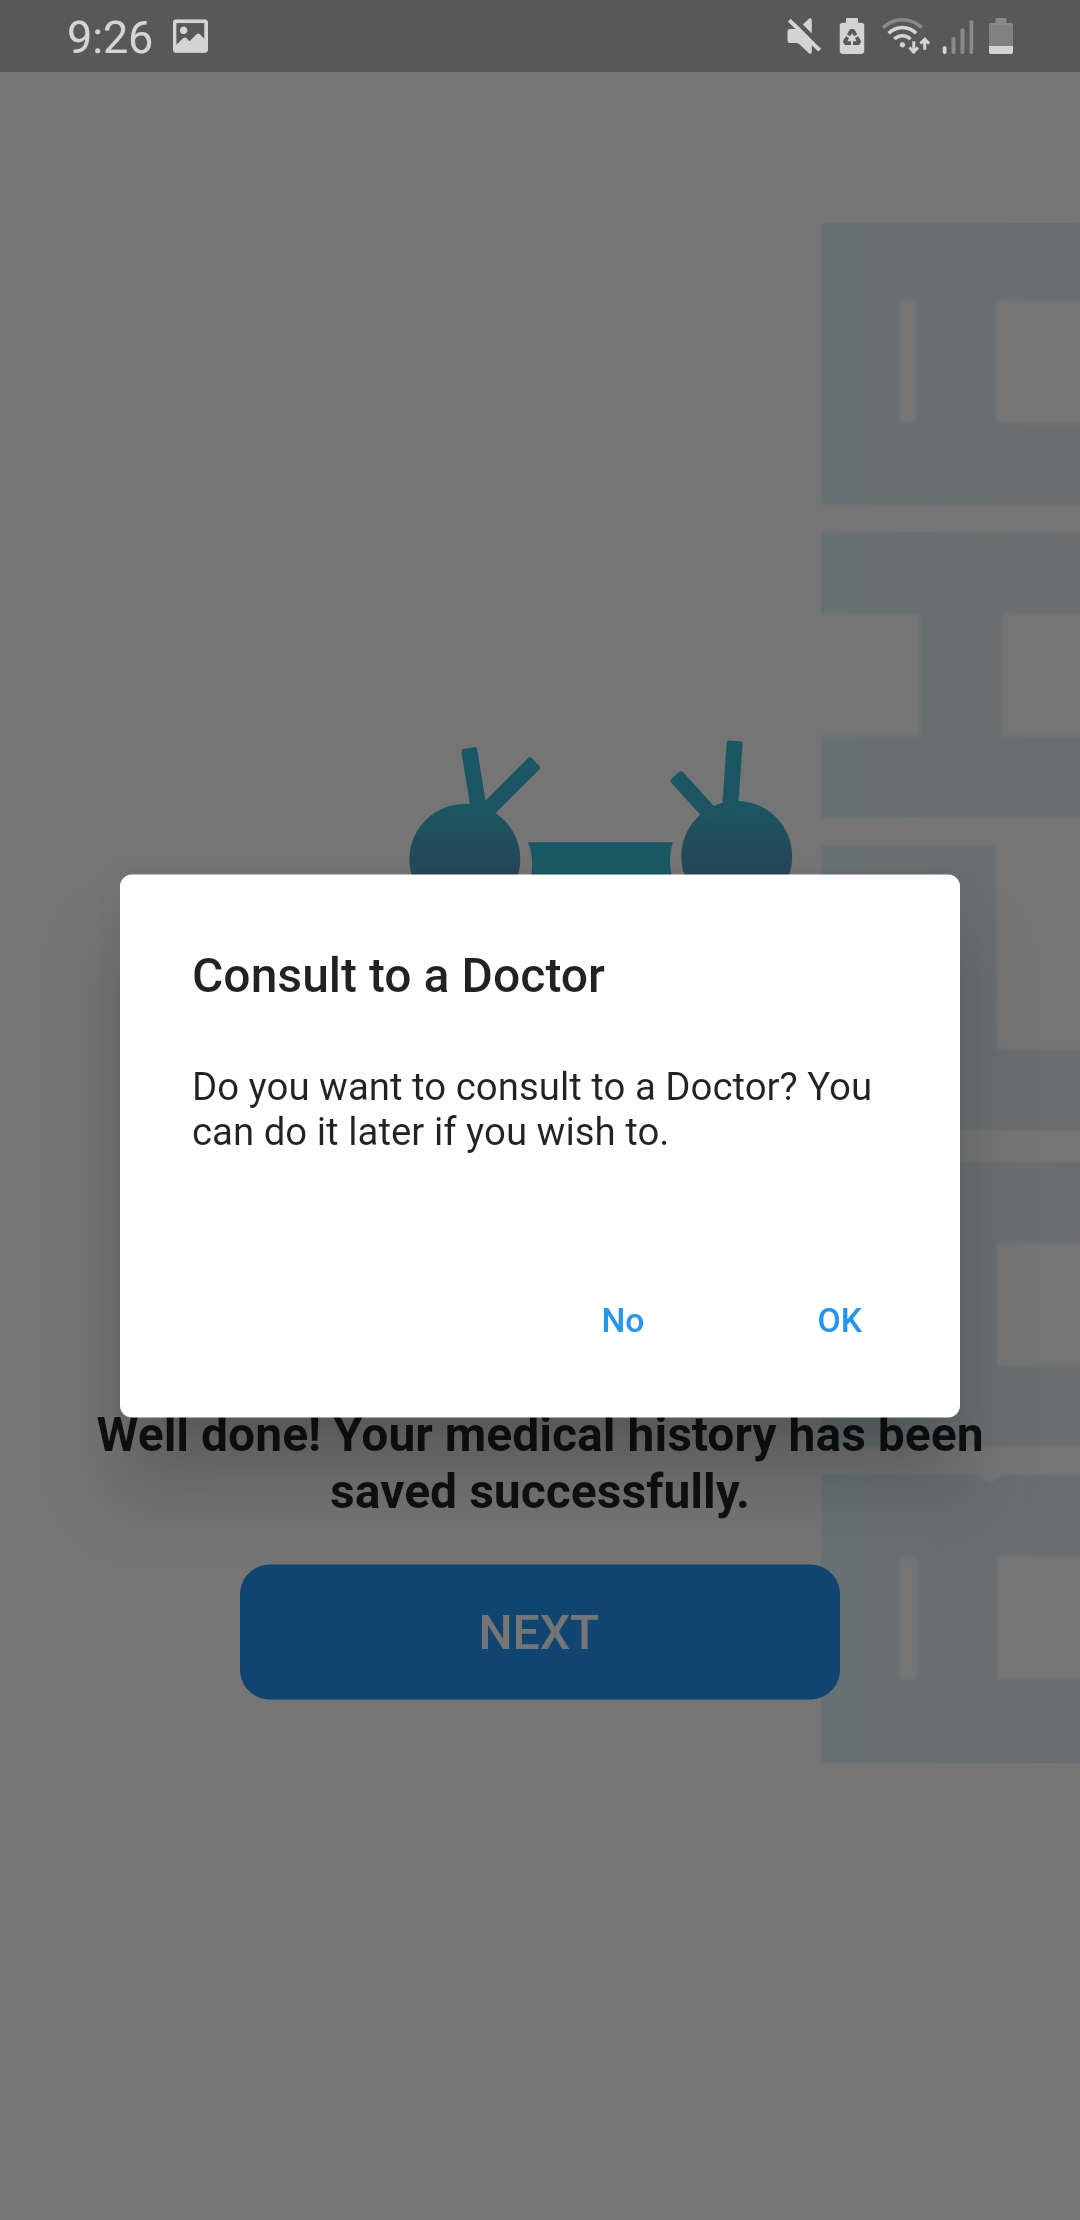 9:26
Consult to a Doctor
Do you want to consult to a Doctor? You
can do it later if you wish to.
No
OK
Well done! Your medical history has been
saved successfully.
NEXT